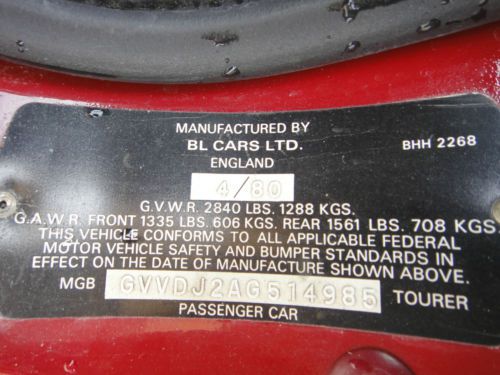 MANUFACTURED BY
BL CARS LTD. BHH 2268
ENGLAND
4/80
G.V.W.R. 2840 LBS. 1288 KGS.
G.A.W.R. FRONT 1335 LBS. 606 KGS. REAR 1561 LBS. 708 KGS.
THIS VEHICLE CONFORMS TO ALL APPLICABLE FEDERAL
MOTOR VEHICLE SAFETY AND BUMPER STANDARDS IN
EFFECT ON THE DATE OF MANUFACTURE SHOWN ABOVE.
MGB GVVDJ2AG514985 TOURER
PASSENGER CAR